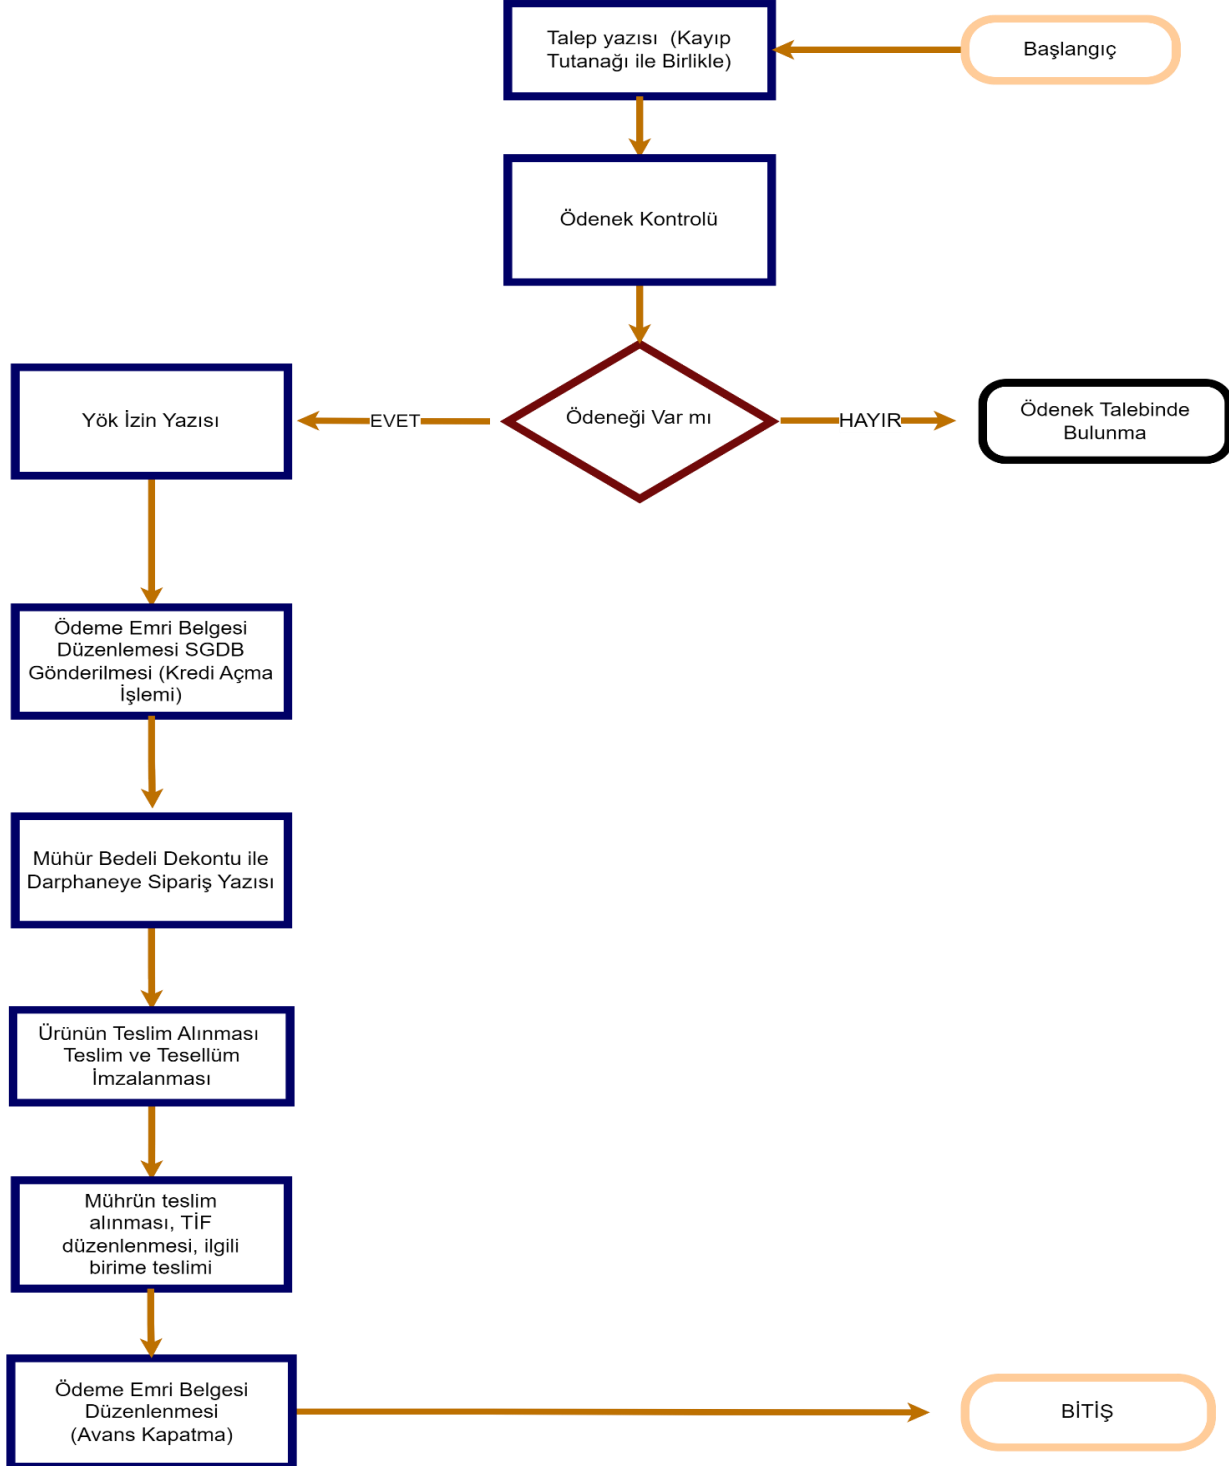 Talep yazısı  (Kayıp
Tutanağı ile Birlikle)
Başlangıç
Ödenek Kontrolü
Yök İzin Yazısı
EVET
Ödeneği Var mı
HAYIR
Ödenek Talebinde
Bulunma
Ödeme Emri Belgesi
Düzenlemesi SGDB
Gönderilmesi (Kredi Açma
İşlemi)
Mühür Bedeli Dekontu ile
Darphaneye Sipariş Yazısı
Ürünün Teslim Alınması
Teslim ve Tesellüm
İmzalanması
Mührün teslim
alınması, TİF
düzenlenmesi, ilgili
birime teslimi
Ödeme Emri Belgesi
Düzenlenmesi
(Avans Kapatma)
BİTİŞ